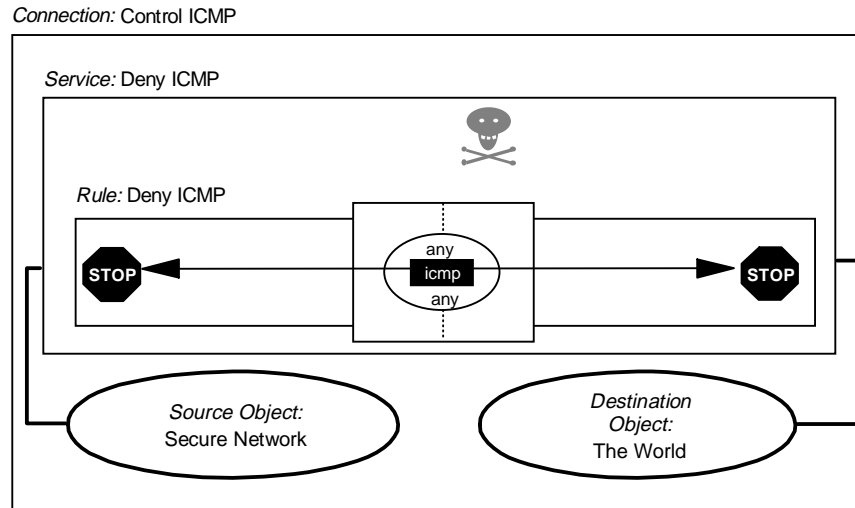 Connection: Control ICMP
Service: Deny ICMP
Rule: Deny ICMP
any
STOP
icmp
STOP
any
Source Object:
Secure Network
Destination
Object:
The World